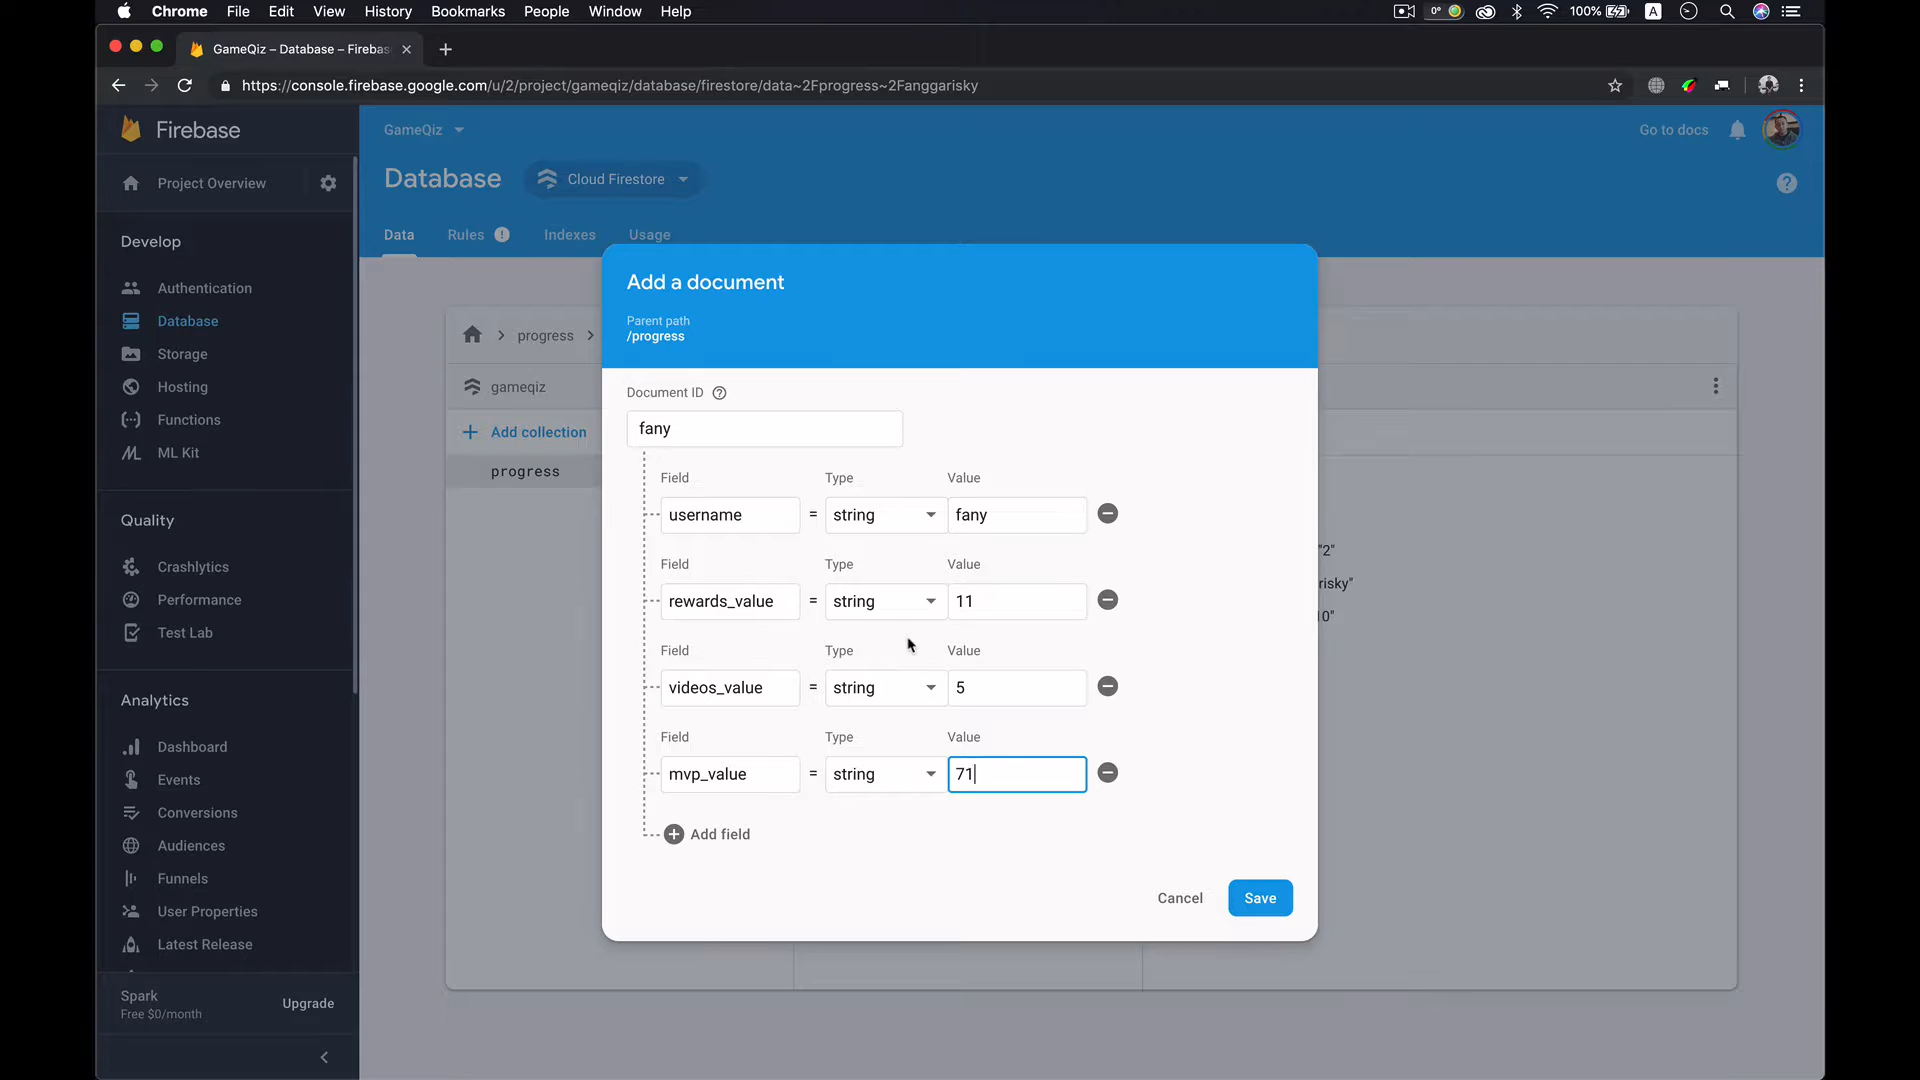 Chrome File Edit View History Bookmarks People Window Help 0° 100% A
GameQiz – Database – Firebas
https://console.firebase.google.com/u/2/project/gameqiz/database/firestore/data~2Fprogress~2Fanggarisky
Firebase
GameQiz
Go to docs
Project Overview
Database
Cloud Firestore
Data Rules Indexes Usage
Develop
Authentication
Database
Storage
Hosting
Functions
ML Kit
Quality
Crashlytics
Performance
Test Lab
Analytics
Dashboard
Events
Conversions
Audiences
Funnels
User Properties
Latest Release
Spark
Free $0/month
Upgrade
progress
gameqiz
Add collection
progress
"2"
risky"
10"
Add a document
Parent path
/progress
Document ID
fany
Field Type Value
username = string fany
Field Type Value
rewards_value = string 11
Field Type Value
videos_value = string 5
Field Type Value
mvp_value = string 71
Add field
Cancel Save